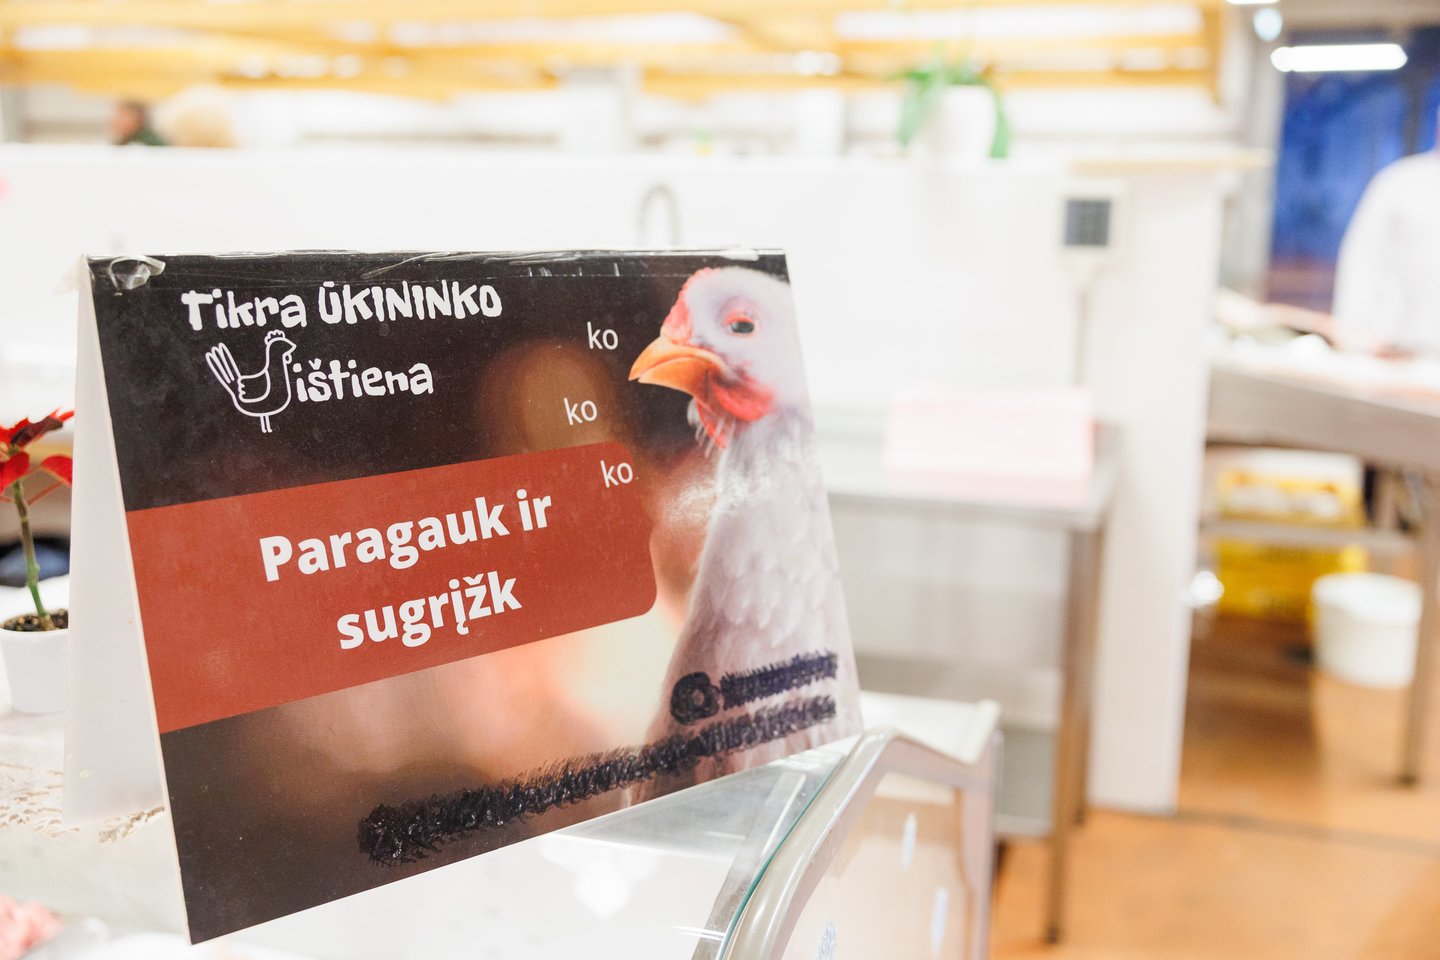 Tikra ŪKININKO
ištiena
ko
ko
ko
Paragauk ir
sugrįžk